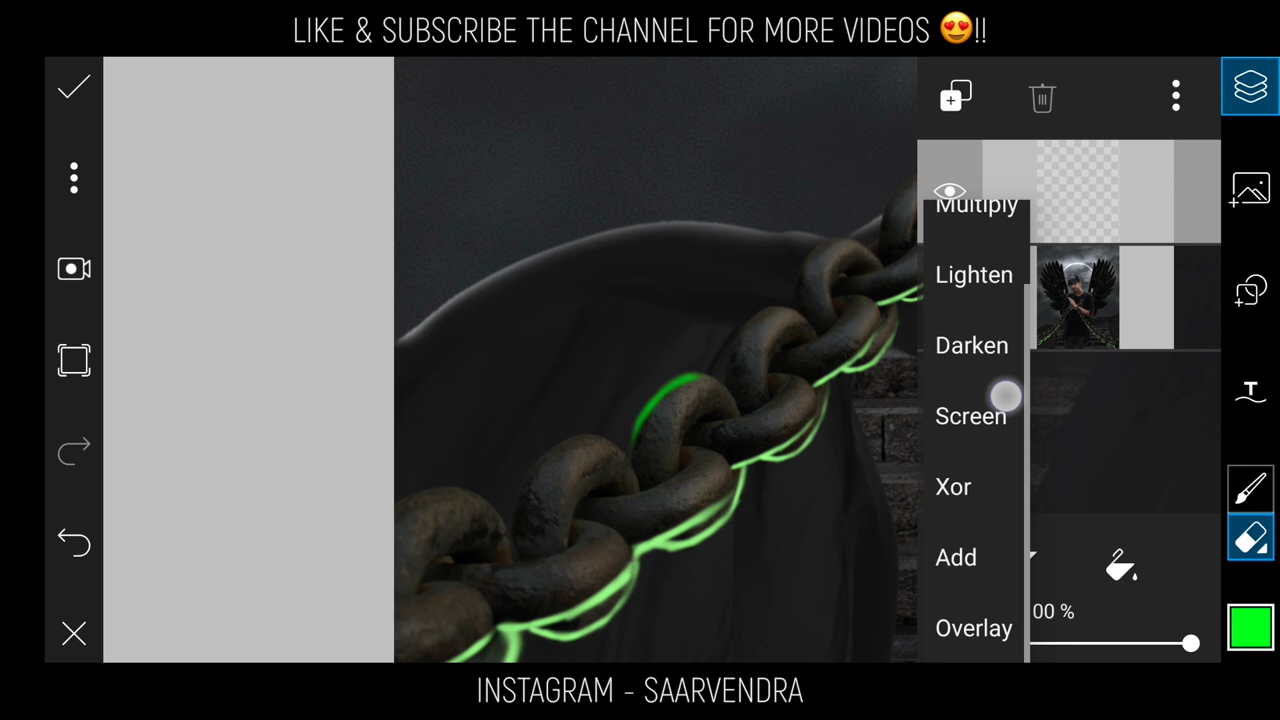 LIKE & SUBSCRIBE THE CHANNEL FOR MORE VIDEOS 😍!!
Multiply
Lighten
Darken
Screen
Xor
Add
00 %
Overlay
T
INSTAGRAM - SAARVENDRA